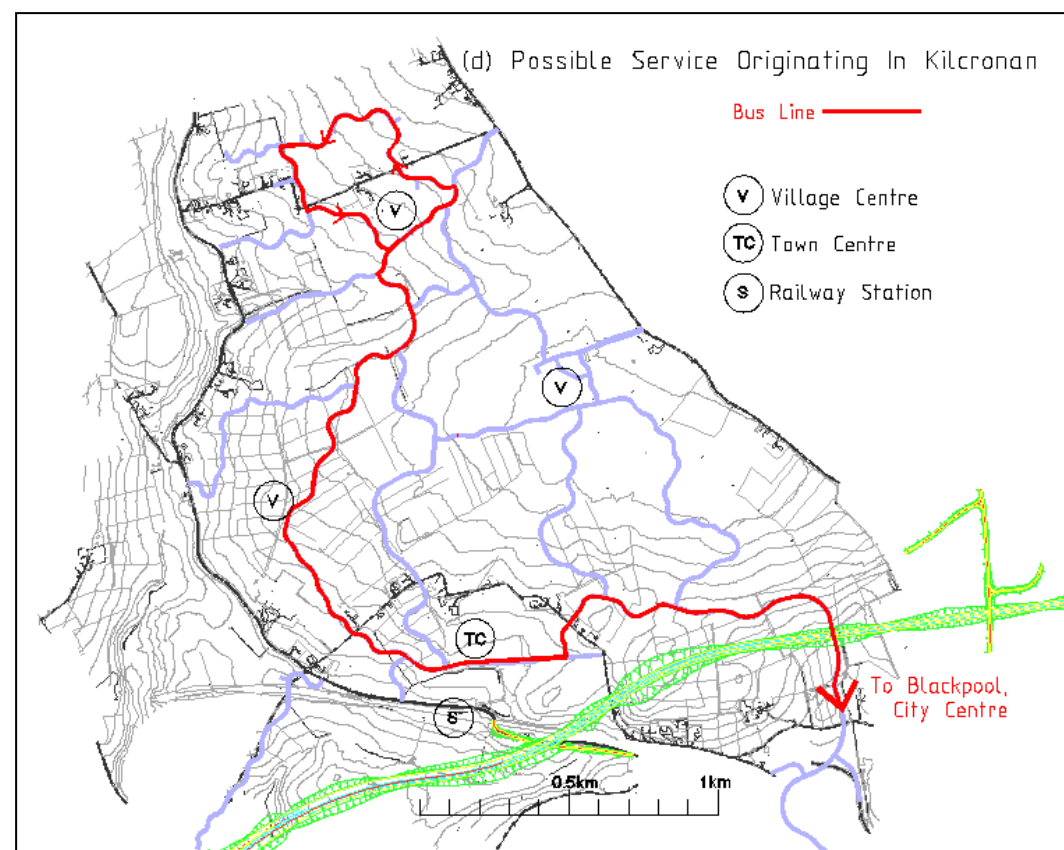 (d) Possible Service Originating In Kilcronan
Bus Line
V Village Centre
TC Town Centre
S Railway Station
V
V
V
TC
S
To Blackpool,
City Centre
0.5km 1km